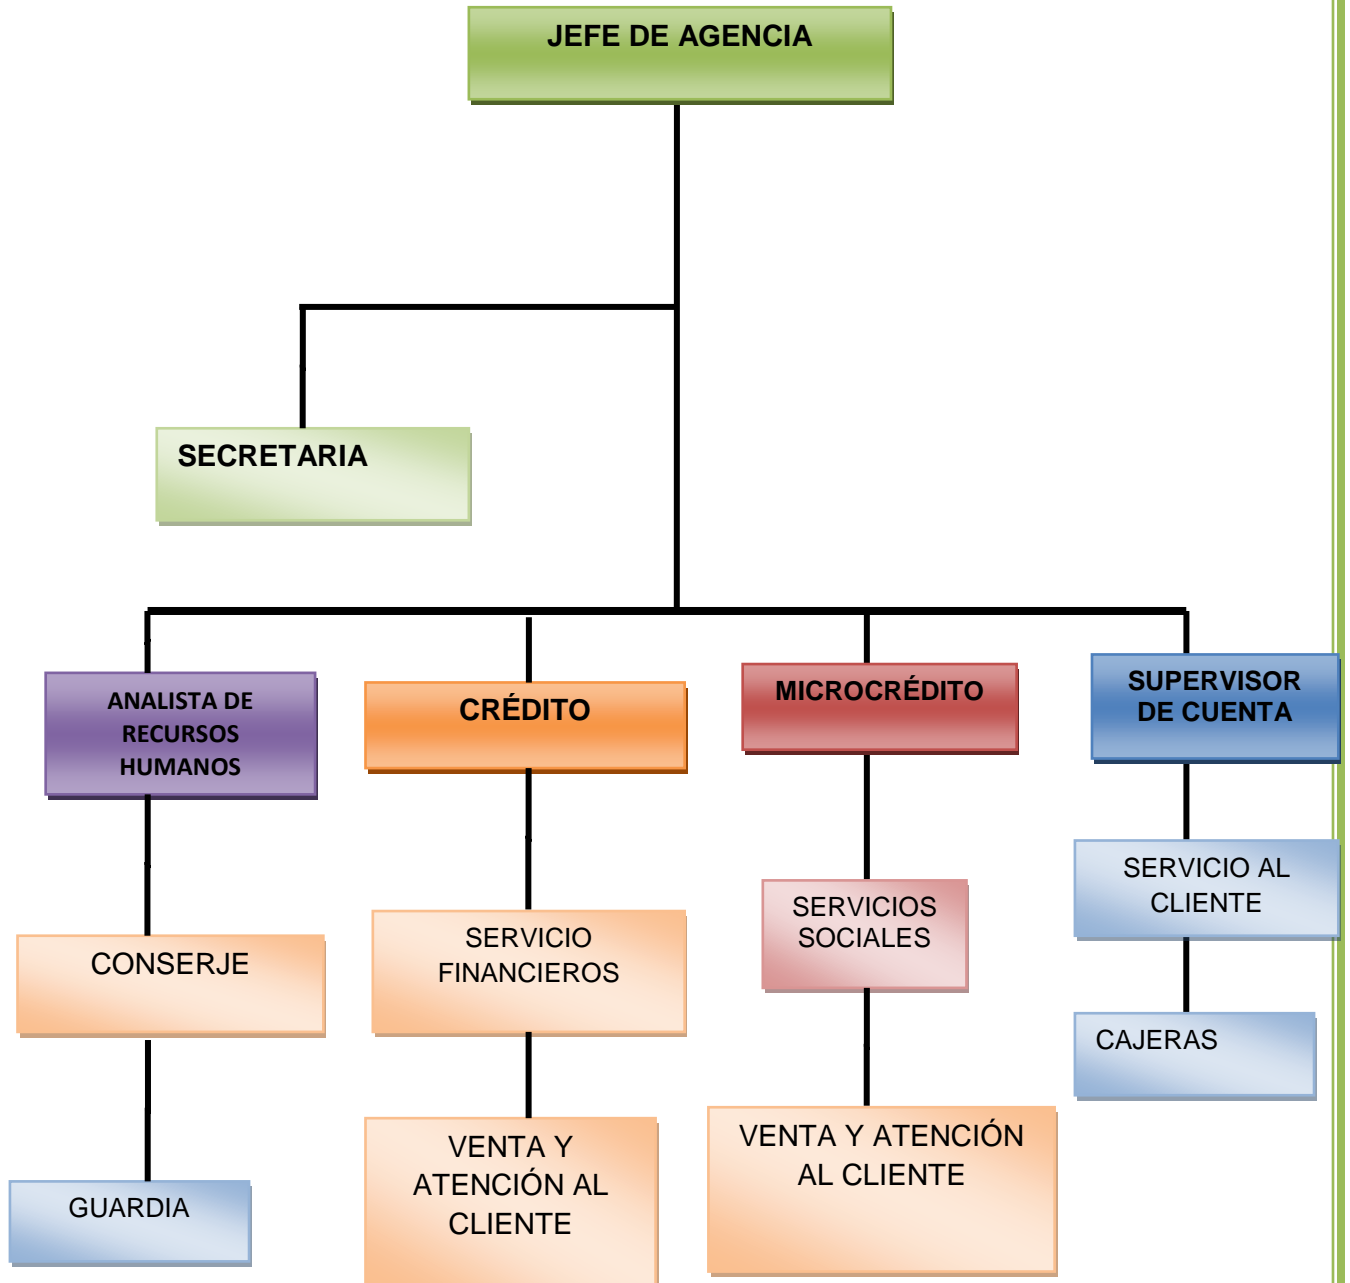 JEFE DE AGENCIA
SECRETARIA
ANALISTA DE
RECURSOS
HUMANOS
CRÉDITO
MICROCRÉDITO
SUPERVISOR
DE CUENTA
CONSERJE
SERVICIO
FINANCIEROS
SERVICIOS
SOCIALES
SERVICIO AL
CLIENTE
CAJERAS
GUARDIA
VENTA Y
ATENCIÓN AL
CLIENTE
VENTA Y ATENCIÓN
AL CLIENTE